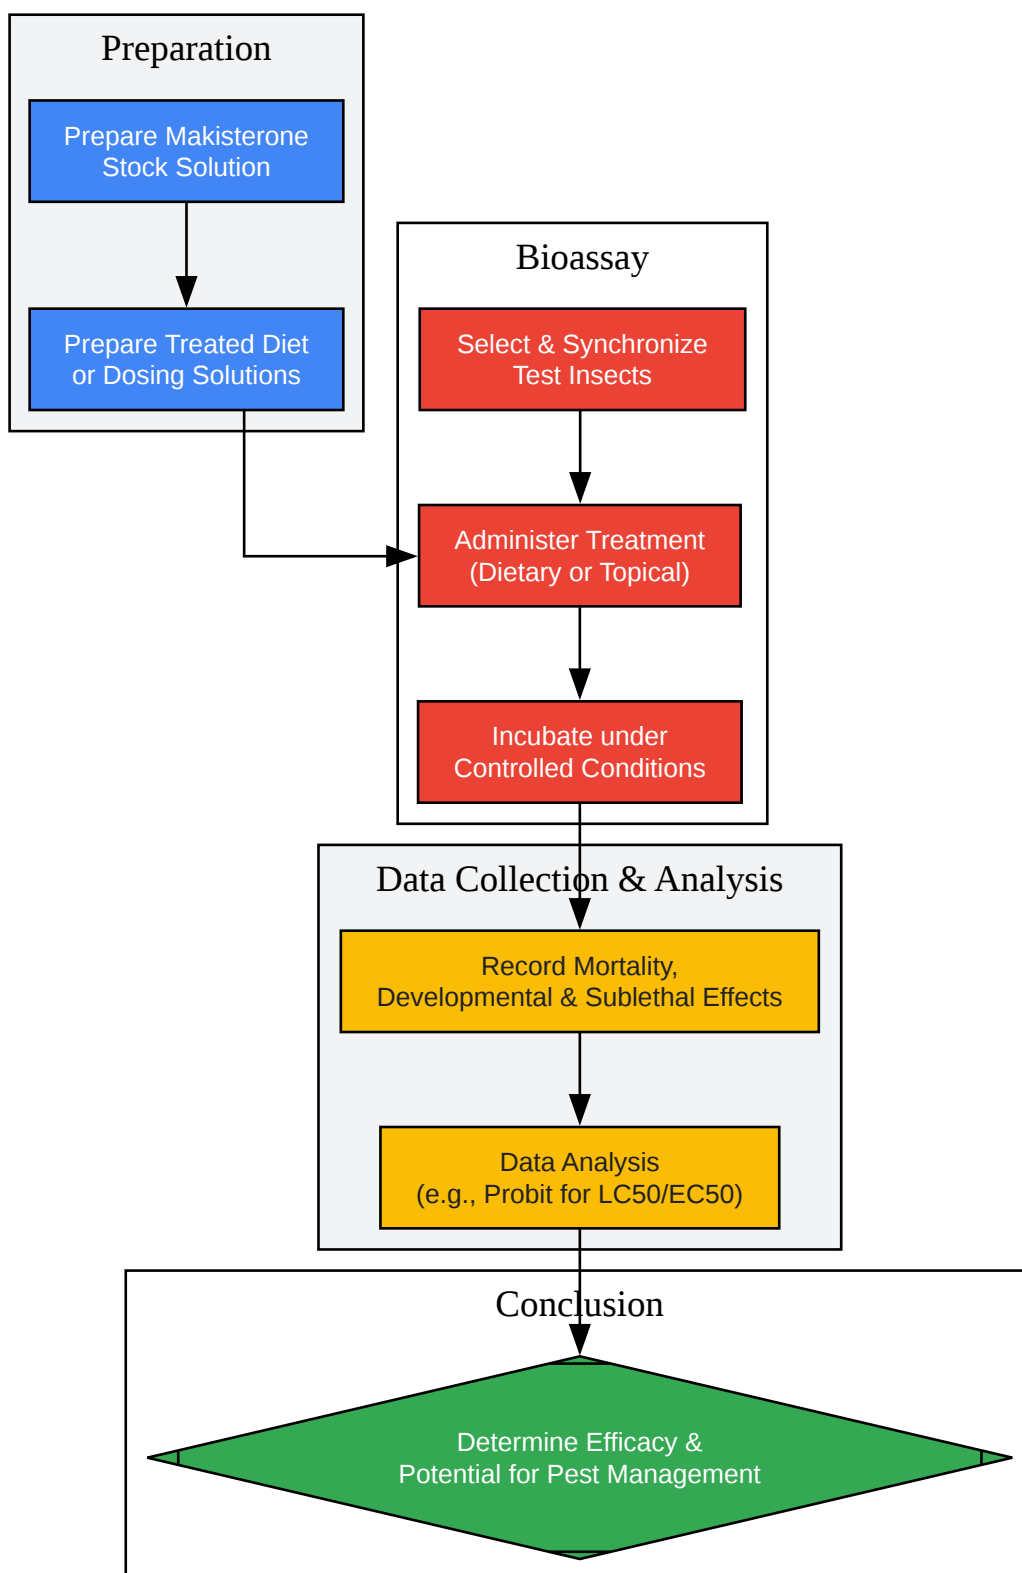 Preparation
Prepare Makisterone
Stock Solution
Prepare Treated Diet
or Dosing Solutions
Bioassay
Select & Synchronize
Test Insects
Administer Treatment
(Dietary or Topical)
Incubate under
Controlled Conditions
Data Collection & Analysis
Record Mortality,
Developmental & Sublethal Effects
Data Analysis
(e.g., Probit for LC50/EC50)
Conclusion
Determine Efficacy &
Potential for Pest Management